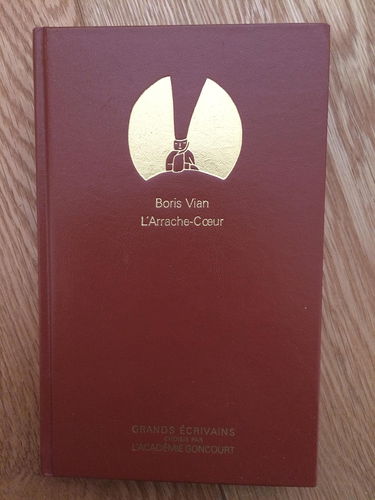 Boris Vian
L'Arrache-Cœur
GRANDS ÉCRIVAINS
CHOISIS PAR
L'ACADÉMIE GONCOURT